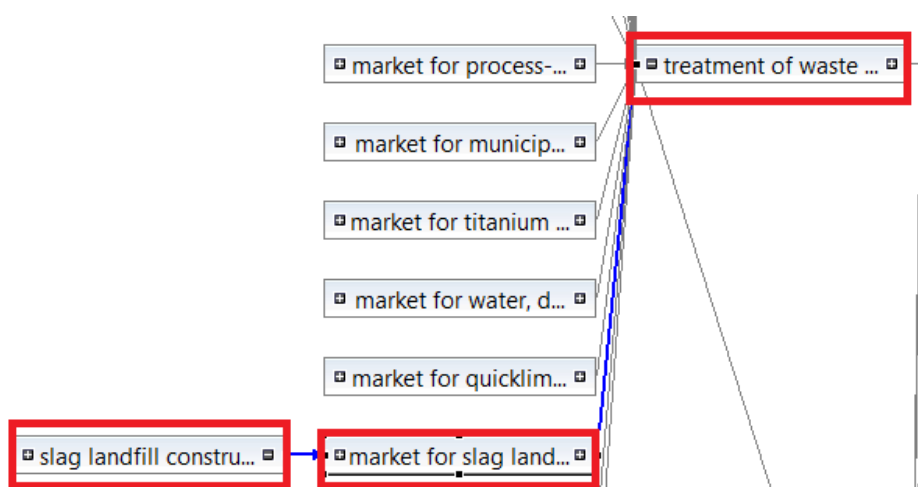 market for process-...
treatment of waste ...
market for municip...
market for titanium ...
market for water, d...
market for quicklim...
slag landfill constru...
market for slag land...